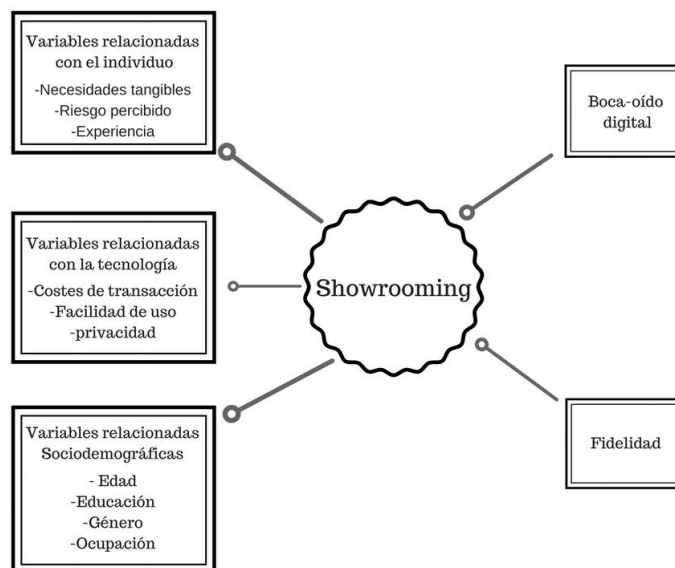 Variables relacionadas
con el individuo
-Necesidades tangibles
-Riesgo percibido
-Experiencia
Variables relacionadas
con la tecnología
-Costes de transacción
-Facilidad de uso
-privacidad
Variables relacionadas
Sociodemográficas
- Edad
-Educación
-Género
-Ocupación
Showrooming
Boca-oído
digital
Fidelidad